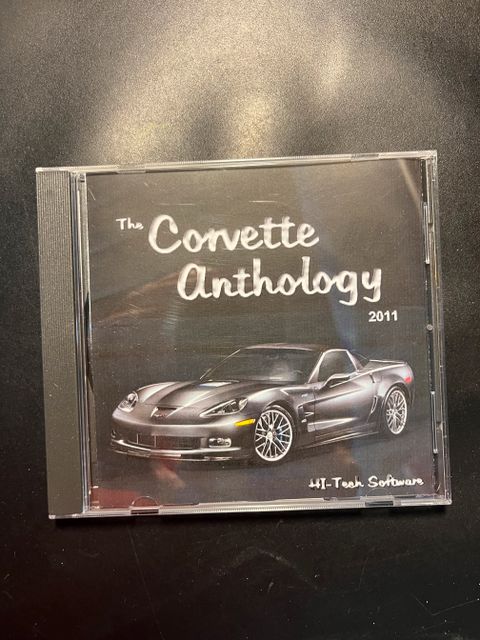 The
Corvette
Anthology
2011
HI-Tech Software